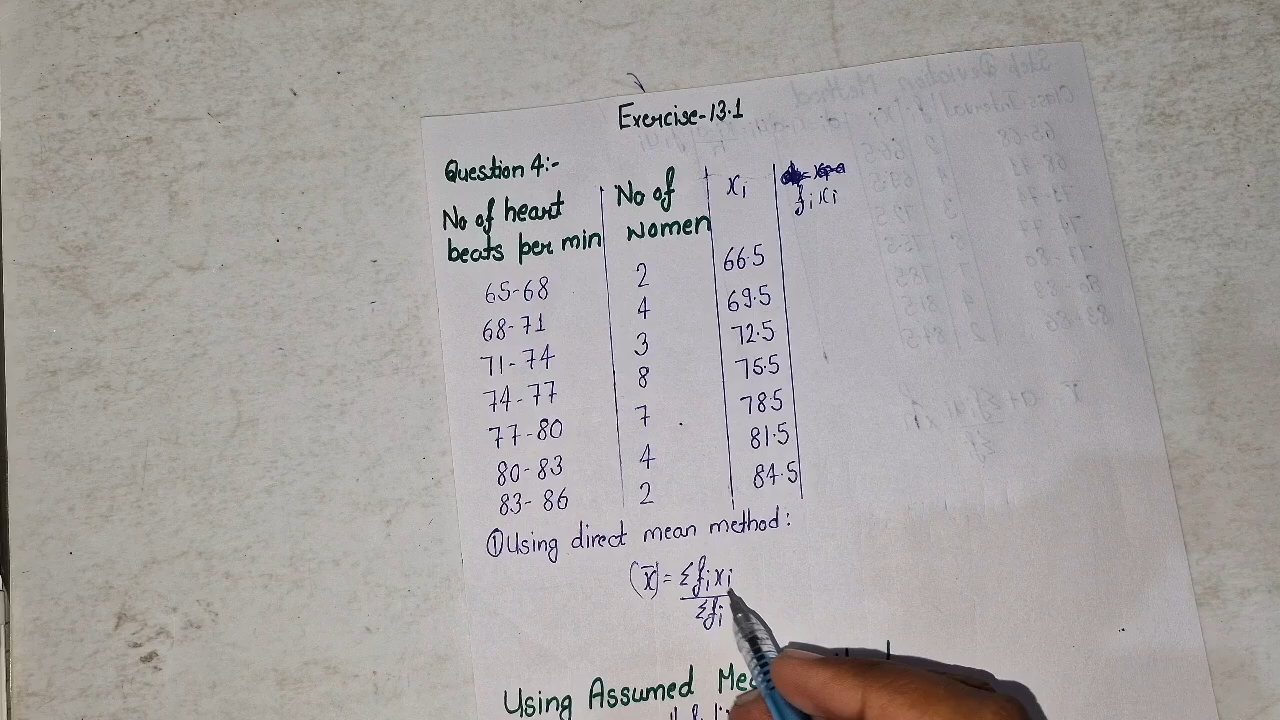 Exercise-13.1
Question 4:-
No of heart beats per min | No of women | xi | fixi
65-68 2 66.5
68-71 4 69.5
71-74 3 72.5
74-77 8 75.5
77-80 7 78.5
80-83 4 81.5
83-86 2 84.5
① Using direct mean method:
(x̄) = Σfixi
Σfi
Using Assumed